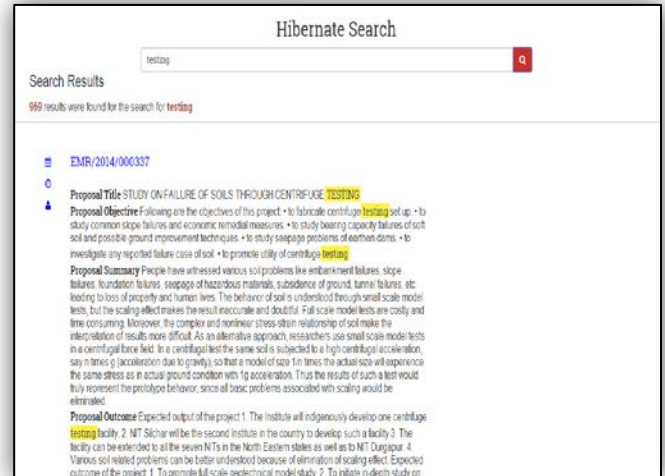 Hibernate Search
testing
Search Results
969 results were found for the search for testing
EMR/2014/000337
Proposal Title STUDY ON FAILURE OF SOILS THROUGH CENTRIFUGE TESTING
Proposal Objective Following are the objectives of this project: • to fabricate centrifuge testing set up. • to
study common slope failures and economic remedial measures. • to study bearing capacity failures of soft
soil and possible ground improvement techniques. • to study seepage problems of earthen dams. • to
investigate any reported failure case of soil. • to promote utility of centrifuge testing
Proposal Summary People have witnessed various soil problems like embankment failures, slope
failures, foundation failures, seepage of hazardous materials, subsidence of ground, tunnel failures, etc
leading to loss of property and human lives. The behavior of soil is understood through small scale model
tests, but the scaling effect makes the result inaccurate and doubtful. Full scale model tests are costly and
time consuming. Moreover, the complex and nonlinear stress-strain relationship of soil make the
interpretation of results more difficult. As an alternative approach, researchers use small scale model tests
in a centrifugal force field. In a centrifugal test the same soil is subjected to a high centrifugal acceleration,
say n times g (acceleration due to gravity), so that a model of size 1/n times the actual size will experience
the same stress as in actual ground condition with 1g acceleration. Thus the results of such a test would
truly represent the prototype behavior, since all basic problems associated with scaling would be
eliminated.
Proposal Outcome Expected output of the project 1. The Institute will indigenously develop one centrifuge
testing facility. 2. NIT Silchar will be the second Institute in the country to develop such a facility 3. The
facility can be extended to all the seven NITs in the North Eastern states as well as to NIT Durgapur. 4.
Various soil related problems can be better understood because of elimination of scaling effect. Expected
outcome of the project: 1. To promote full scale geotechnical model study. 2. To initiate in-depth study on